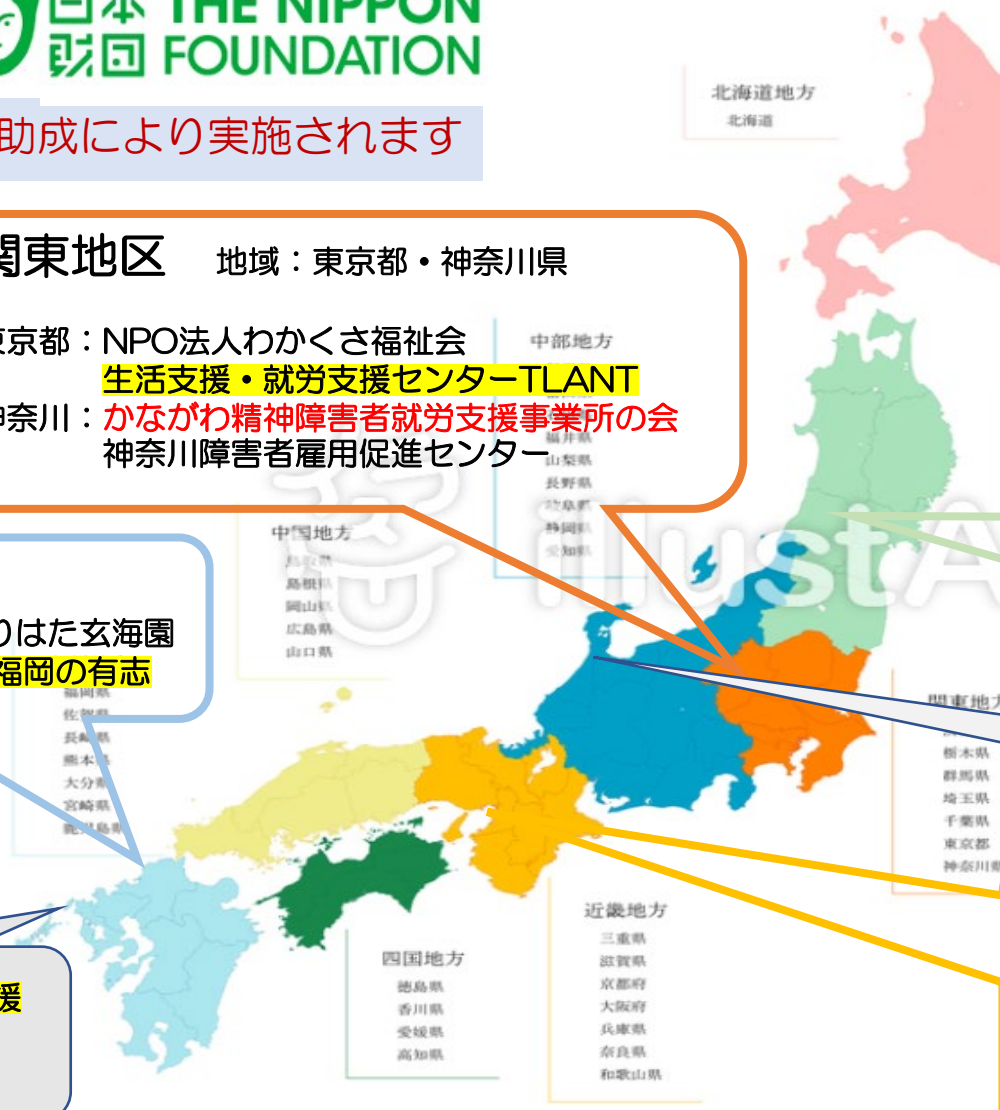 日本 THE NIPPON
財団 FOUNDATION
助成により実施されます
北海道地方
北海道
関東地区 地域：東京都・神奈川県
東京都：NPO法人わかくさ福祉会
生活支援・就労支援センターTLANT
神奈川：かながわ精神障害者就労支援事業所の会
神奈川障害者雇用促進センター
中部地方
福井県
山梨県
長野県
岐阜県
静岡県
愛知県
中国地方
鳥取県
島根県
岡山県
広島県
山口県
りはた玄海園
福岡の有志
福岡県
佐賀県
長崎県
熊本県
大分県
宮崎県
鹿児島県
関東地方
栃木県
群馬県
埼玉県
千葉県
東京都
神奈川県
近畿地方
三重県
滋賀県
京都府
大阪府
兵庫県
奈良県
和歌山県
四国地方
徳島県
香川県
愛媛県
高知県
援
illustA